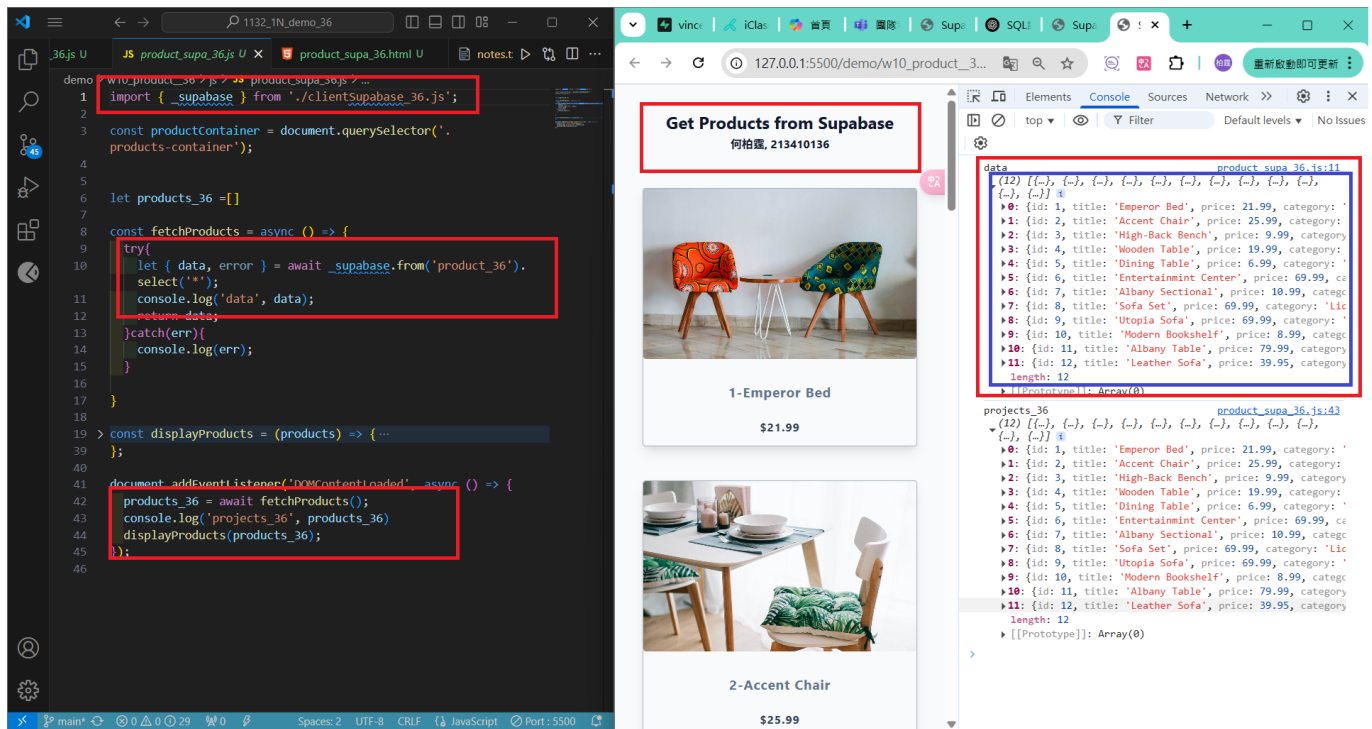 1132_1N_demo_36
_36.js U
JS product_supa_36.js U
product_supa_36.html U
notes.t
demo > w10_product__36 > js > JS product_supa_36.js > ...
1 import { _supabase } from './clientSupabase_36.js';
2
3 const productContainer = document.querySelector('.
products-container');
4
5
6 let products_36 =[]
7
8 const fetchProducts = async () => {
9 try{
10 let { data, error } = await _supabase.from('product_36').
select('*');
11 console.log('data', data);
12 return data;
13 }catch(err){
14 console.log(err);
15 }
16
17 }
18
19 const displayProducts = (products) => { ...
39 };
40
41 document.addEventListener('DOMContentLoaded', async () => {
42 products_36 = await fetchProducts();
43 console.log('projects_36', products_36)
44 displayProducts(products_36);
45 });
46
45
main* 0 0 29 0 Spaces: 2 UTF-8 CRLF JavaScript Port : 5500
vince
iClas
首頁
團隊
Supa
SQL
Supa
127.0.0.1:5500/demo/w10_product__3...
柏霆
重新啟動即可更新
Get Products from Supabase
何柏霆, 213410136
1-Emperor Bed
$21.99
2-Accent Chair
$25.99
Elements Console Sources Network
top Filter Default levels No Issues
data product_supa_36.js:11
(12) [{…}, {…}, {…}, {…}, {…}, {…}, {…}, {…}, {…}, {…},
{…}, {…}]
0: {id: 1, title: 'Emperor Bed', price: 21.99, category: '
1: {id: 2, title: 'Accent Chair', price: 25.99, category:
2: {id: 3, title: 'High-Back Bench', price: 9.99, category
3: {id: 4, title: 'Wooden Table', price: 19.99, category:
4: {id: 5, title: 'Dining Table', price: 6.99, category: '
5: {id: 6, title: 'Entertainmint Center', price: 69.99, ca
6: {id: 7, title: 'Albany Sectional', price: 10.99, catego
7: {id: 8, title: 'Sofa Set', price: 69.99, category: 'Lic
8: {id: 9, title: 'Utopia Sofa', price: 69.99, category: '
9: {id: 10, title: 'Modern Bookshelf', price: 8.99, catego
10: {id: 11, title: 'Albany Table', price: 79.99, category
11: {id: 12, title: 'Leather Sofa', price: 39.95, category
length: 12
[[Prototype]]: Array(0)
projects_36 product_supa_36.js:43
(12) [{…}, {…}, {…}, {…}, {…}, {…}, {…}, {…}, {…}, {…},
{…}, {…}]
0: {id: 1, title: 'Emperor Bed', price: 21.99, category: '
1: {id: 2, title: 'Accent Chair', price: 25.99, category:
2: {id: 3, title: 'High-Back Bench', price: 9.99, category
3: {id: 4, title: 'Wooden Table', price: 19.99, category:
4: {id: 5, title: 'Dining Table', price: 6.99, category: '
5: {id: 6, title: 'Entertainmint Center', price: 69.99, ca
6: {id: 7, title: 'Albany Sectional', price: 10.99, catego
7: {id: 8, title: 'Sofa Set', price: 69.99, category: 'Lic
8: {id: 9, title: 'Utopia Sofa', price: 69.99, category: '
9: {id: 10, title: 'Modern Bookshelf', price: 8.99, catego
10: {id: 11, title: 'Albany Table', price: 79.99, category
11: {id: 12, title: 'Leather Sofa', price: 39.95, category
length: 12
[[Prototype]]: Array(0)